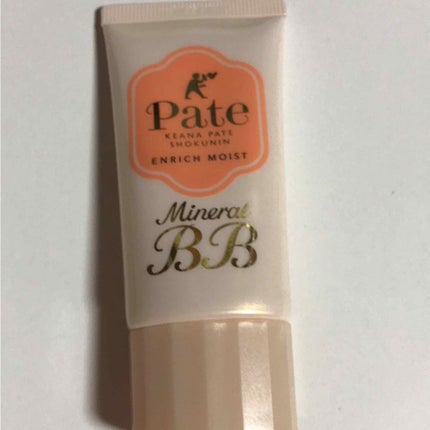 Pate
KEANA PATE
SHOKUNIN
ENRICH MOIST
Mineral
BB